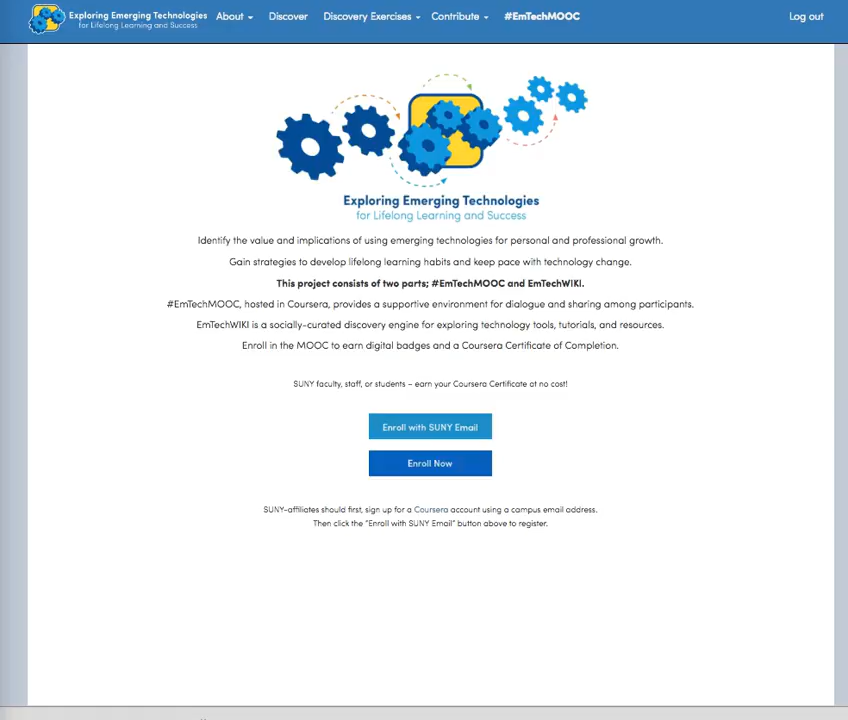 Exploring Emerging Technologies
for Lifelong Learning and Success
About
Discover
Discovery Exercises
Contribute
#EmTechMOOC
Log out
Exploring Emerging Technologies
for Lifelong Learning and Success
Identify the value and implications of using emerging technologies for personal and professional growth.
Gain strategies to develop lifelong learning habits and keep pace with technology change.
This project consists of two parts; #EmTechMOOC and EmTechWIKI.
#EmTechMOOC, hosted in Coursera, provides a supportive environment for dialogue and sharing among participants.
EmTechWIKI is a socially-curated discovery engine for exploring technology tools, tutorials, and resources.
Enroll in the MOOC to earn digital badges and a Coursera Certificate of Completion.
SUNY faculty, staff, or students – earn your Coursera Certificate at no cost!
Enroll with SUNY Email
Enroll Now
SUNY-affiliates should first, sign up for a Coursera account using a campus email address.
Then click the "Enroll with SUNY Email" button above to register.